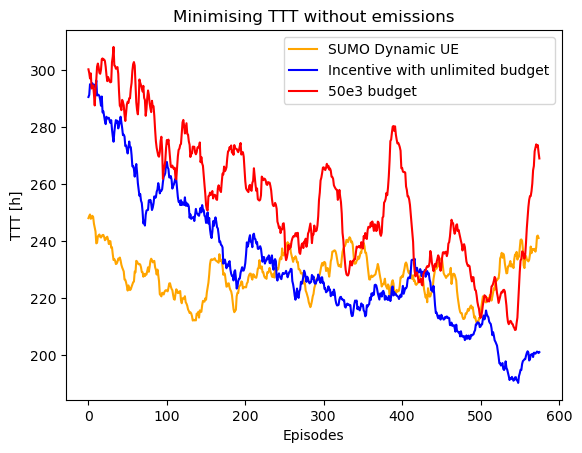 Minimising TTT without emissions
SUMO Dynamic UE
Incentive with unlimited budget
50e3 budget
TTT [h]
300
280
260
240
220
200
0 100 200 300 400 500 600
Episodes